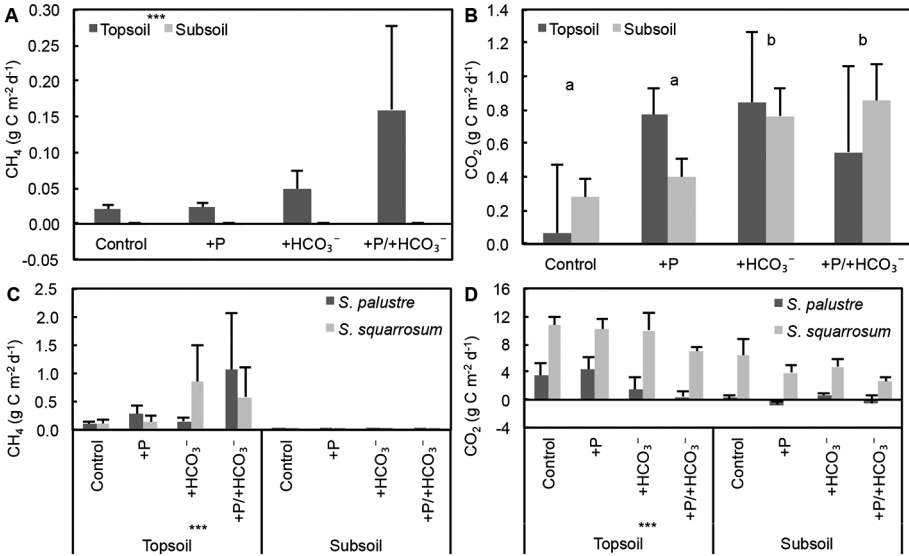 A
0.30
0.25
0.20
0.15
0.10
0.05
0.00
-0.05
CH₄ (g C m⁻² d⁻¹)
*** 
Topsoil Subsoil
Control +P +HCO₃⁻ +P/+HCO₃⁻
B
1.4
1.2
1.0
0.8
0.6
0.4
0.2
0.0
CO₂ (g C m⁻² d⁻¹)
Topsoil Subsoil
a a b b
Control +P +HCO₃⁻ +P/+HCO₃⁻
C
2.5
2.0
1.5
1.0
0.5
0.0
CH₄ (g C m⁻² d⁻¹)
S. palustre
S. squarrosum
Control +P +HCO₃⁻ +P/+HCO₃⁻ Control +P +HCO₃⁻ +P/+HCO₃⁻
***
Topsoil Subsoil
D
16
12
8
4
0
-4
CO₂ (g C m⁻² d⁻¹)
S. palustre
S. squarrosum
Control +P +HCO₃⁻ +P/+HCO₃⁻ Control +P +HCO₃⁻ +P/+HCO₃⁻
***
Topsoil Subsoil